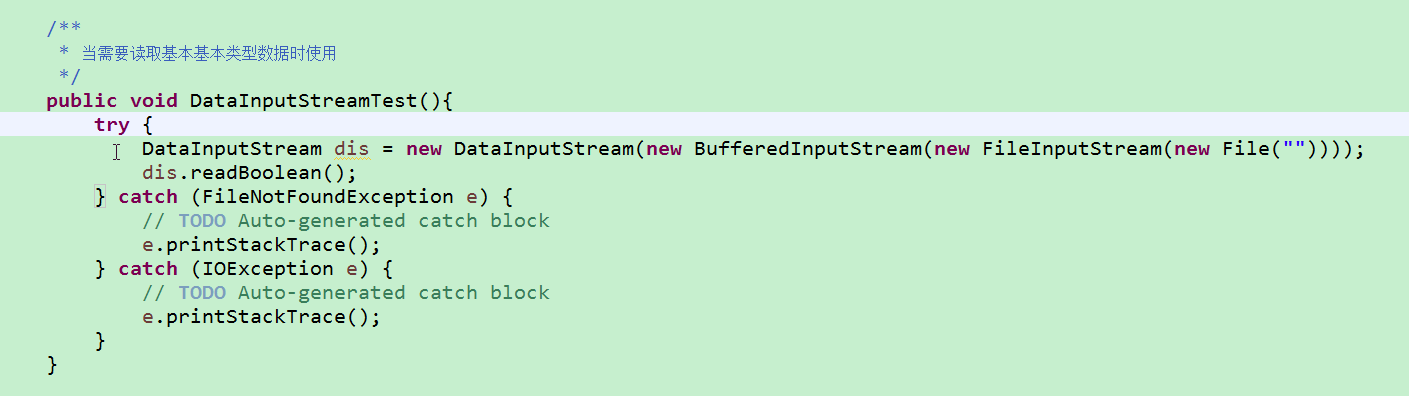 /**
 * 当需要读取基本基本类型数据时使用
 */
public void DataInputStreamTest(){
    try {
        DataInputStream dis = new DataInputStream(new BufferedInputStream(new FileInputStream(new File(""))));
        dis.readBoolean();
    } catch (FileNotFoundException e) {
        // TODO Auto-generated catch block
        e.printStackTrace();
    } catch (IOException e) {
        // TODO Auto-generated catch block
        e.printStackTrace();
    }
}